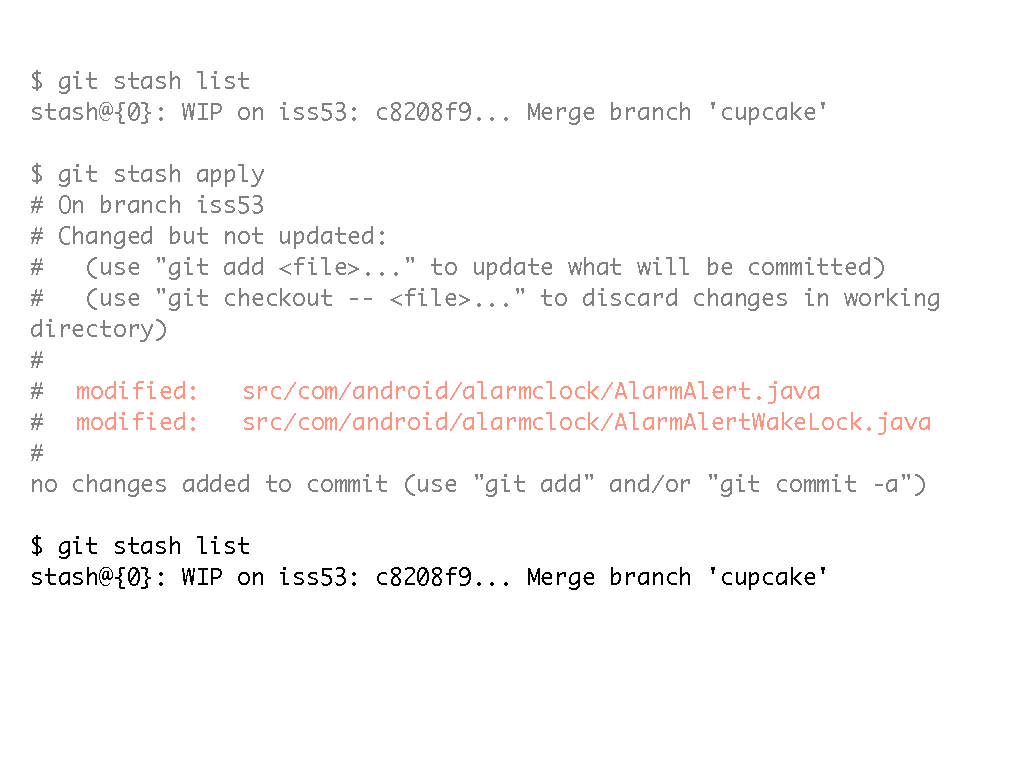 $ git stash list
stash@{0}: WIP on iss53: c8208f9... Merge branch 'cupcake'
$ git stash apply
# On branch iss53
# Changed but not updated:
#   (use "git add <file>..." to update what will be committed)
#   (use "git checkout -- <file>..." to discard changes in working
directory)
#
#  modified:   src/com/android/alarmclock/AlarmAlert.java
#  modified:   src/com/android/alarmclock/AlarmAlertWakeLock.java
#
no changes added to commit (use "git add" and/or "git commit -a")
$ git stash list
stash@{0}: WIP on iss53: c8208f9... Merge branch 'cupcake'